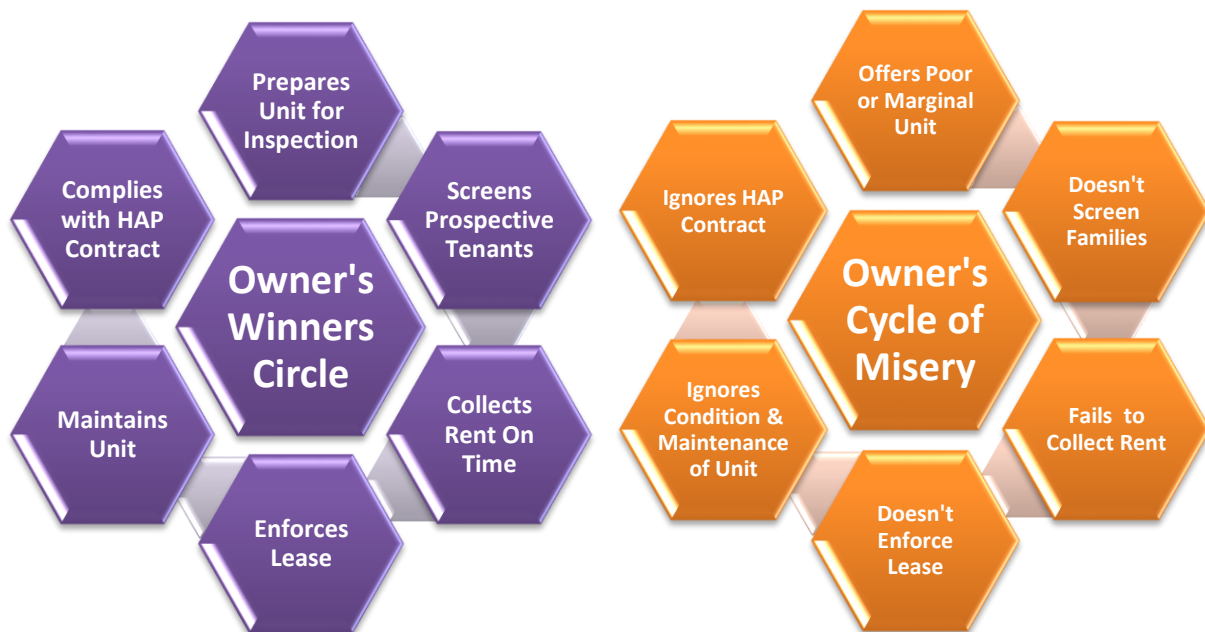 Prepares
Unit for
Inspection
Screens
Prospective
Tenants
Collects
Rent On
Time
Enforces
Lease
Maintains
Unit
Complies
with HAP
Contract
Owner's
Winners
Circle
Offers Poor
or Marginal
Unit
Doesn't
Screen
Families
Fails to
Collect Rent
Doesn't
Enforce
Lease
Ignores
Condition &
Maintenance
of Unit
Ignores HAP
Contract
Owner's
Cycle of
Misery